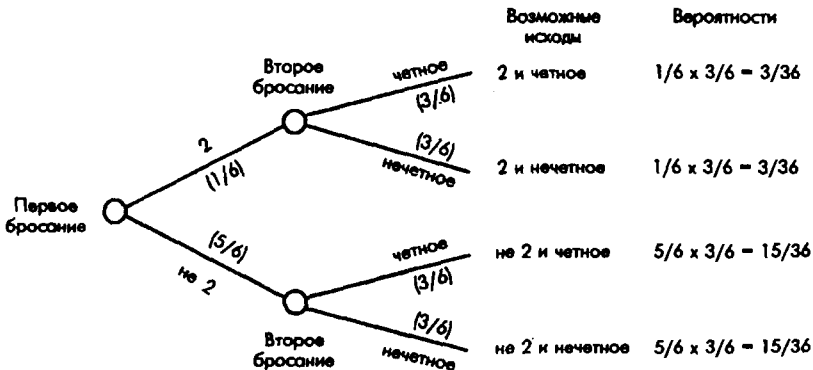 Возможные
исходы
Вероятности
Второе
бросание
четное
(3/6)
2 и четное
1/6 x 3/6 = 3/36
2
(1/6)
(3/6)
нечетное
2 и нечетное
1/6 x 3/6 = 3/36
Первое
бросание
(5/6)
не 2
четное
(3/6)
не 2 и четное
5/6 x 3/6 = 15/36
Второе
бросание
(3/6)
нечетное
не 2 и нечетное
5/6 x 3/6 = 15/36